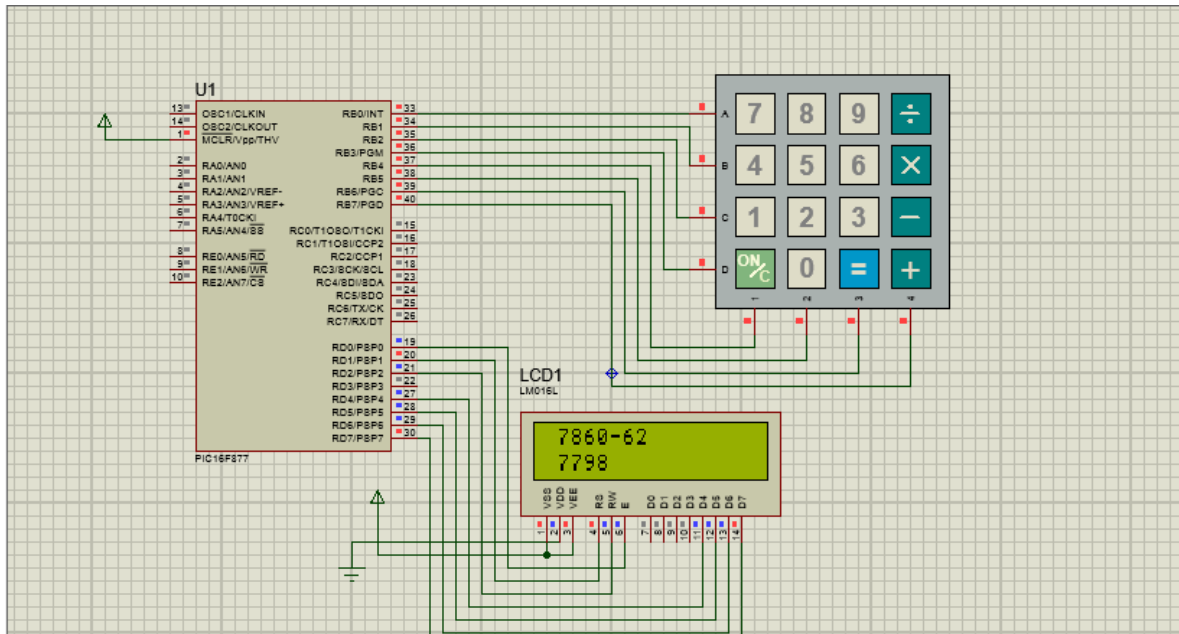 U1
13 OSC1/CLKIN
14 OSC2/CLKOUT
1 MCLR/Vpp/THV
2 RA0/AN0
3 RA1/AN1
4 RA2/AN2/VREF-
5 RA3/AN3/VREF+
6 RA4/T0CKI
7 RA5/AN4/SS
8 RE0/AN5/RD
9 RE1/AN6/WR
10 RE2/AN7/CS
RB0/INT 33
RB1 34
RB2 35
RB3/PGM 36
RB4 37
RB5 38
RB6/PGC 39
RB7/PGD 40
RC0/T1OSO/T1CKI 15
RC1/T1OSI/CCP2 16
RC2/CCP1 17
RC3/SCK/SCL 18
RC4/SDI/SDA 23
RC5/SDO 24
RC6/TX/CK 25
RC7/RX/DT 26
RD0/PSP0 19
RD1/PSP1 20
RD2/PSP2 21
RD3/PSP3 22
RD4/PSP4 27
RD5/PSP5 28
RD6/PSP6 29
RD7/PSP7 30
PIC16F877
A 7 8 9 ÷
B 4 5 6 ×
C 1 2 3 −
D ON/C 0 = +
1 2 3 4
LCD1
LM016L
7860-62
7798
VSS VDD VEE RS RW E D0 D1 D2 D3 D4 D5 D6 D7
1 2 3 4 5 6 7 8 9 10 11 12 13 14